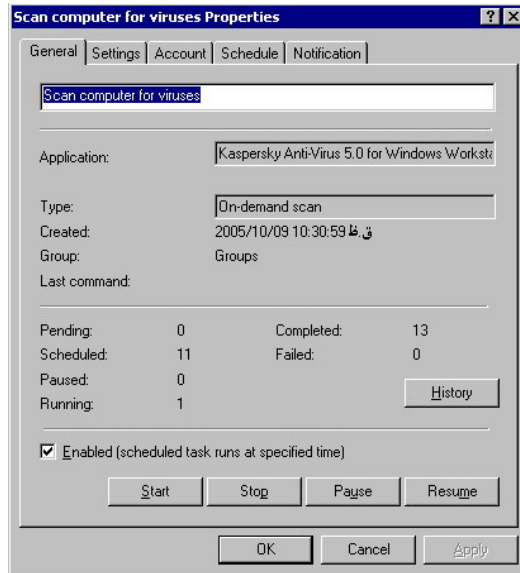 Scan computer for viruses Properties
General Settings Account Schedule Notification
Scan computer for viruses
Application: Kaspersky Anti-Virus 5.0 for Windows Worksta
Type: On-demand scan
Created: 2005/10/09 10:30:59 ق.ظ
Group: Groups
Last command:
Pending: 0 Completed: 13
Scheduled: 11 Failed: 0
Paused: 0
History
Running: 1
Enabled (scheduled task runs at specified time)
Start Stop Pause Resume
OK Cancel Apply